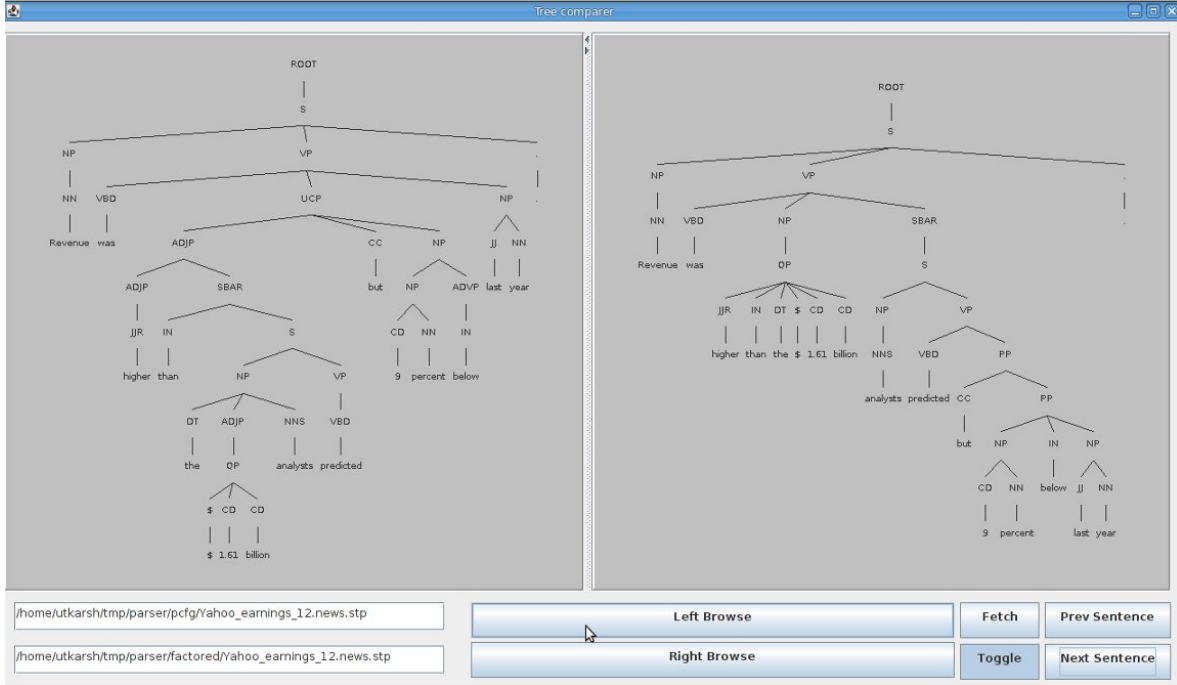 Tree comparer
ROOT
S
NP VP .
NN VBD UCP NP .
Revenue was ADJP CC NP JJ NN
ADJP SBAR but NP ADVP last year
JJR IN S CD NN IN
higher than NP VP 9 percent below
DT ADJP NNS VBD
the QP analysts predicted
$ CD CD
$ 1.61 billion
ROOT
S
NP VP .
NN VBD NP SBAR .
Revenue was QP S
JJR IN DT $ CD CD NP VP
higher than the $ 1.61 billion NNS VBD PP
analysts predicted CC PP
but NP IN NP
CD NN below JJ NN
9 percent last year
/home/utkarsh/tmp/parser/pcfg/Yahoo_earnings_12.news.stp
Left Browse
Fetch
Prev Sentence
/home/utkarsh/tmp/parser/factored/Yahoo_earnings_12.news.stp
Right Browse
Toggle
Next Sentence